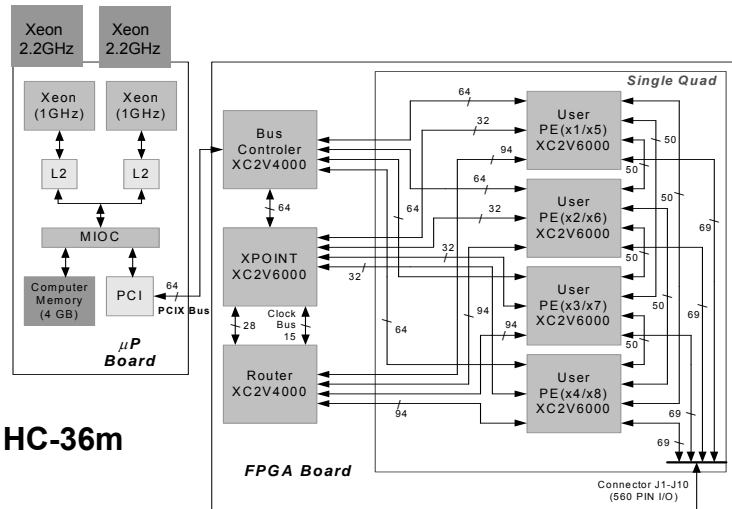 Xeon
2.2GHz
Xeon
2.2GHz
Xeon
(1GHz)
Xeon
(1GHz)
L2
L2
MIOC
Computer
Memory
(4 GB)
PCI
64
PCIX Bus
μP
Board
HC-36m
Single Quad
Bus
Controler
XC2V4000
64
XPOINT
XC2V6000
28
Clock
Bus
15
Router
XC2V4000
FPGA Board
64
32
94
64
64
32
32
32
94
94
64
94
User
PE(x1/x5)
XC2V6000
User
PE(x2/x6)
XC2V6000
User
PE(x3/x7)
XC2V6000
User
PE(x4/x8)
XC2V6000
50
50
50
69
50
50
69
50
69
69
Connector J1-J10
(560 PIN I/O)